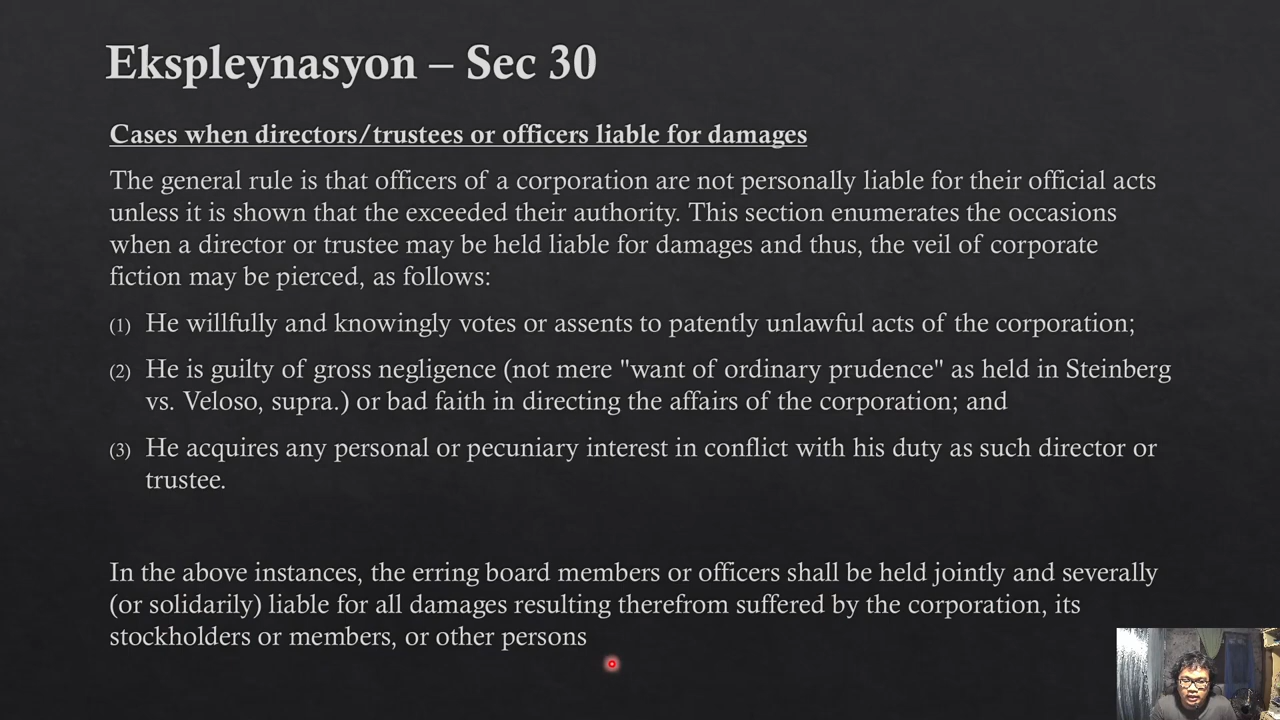 Ekspleynasyon – Sec 30
Cases when directors/trustees or officers liable for damages
The general rule is that officers of a corporation are not personally liable for their official acts
unless it is shown that the exceeded their authority. This section enumerates the occasions
when a director or trustee may be held liable for damages and thus, the veil of corporate
fiction may be pierced, as follows:
(1) He willfully and knowingly votes or assents to patently unlawful acts of the corporation;
(2) He is guilty of gross negligence (not mere "want of ordinary prudence" as held in Steinberg
vs. Veloso, supra.) or bad faith in directing the affairs of the corporation; and
(3) He acquires any personal or pecuniary interest in conflict with his duty as such director or
trustee.
In the above instances, the erring board members or officers shall be held jointly and severally
(or solidarily) liable for all damages resulting therefrom suffered by the corporation, its
stockholders or members, or other persons